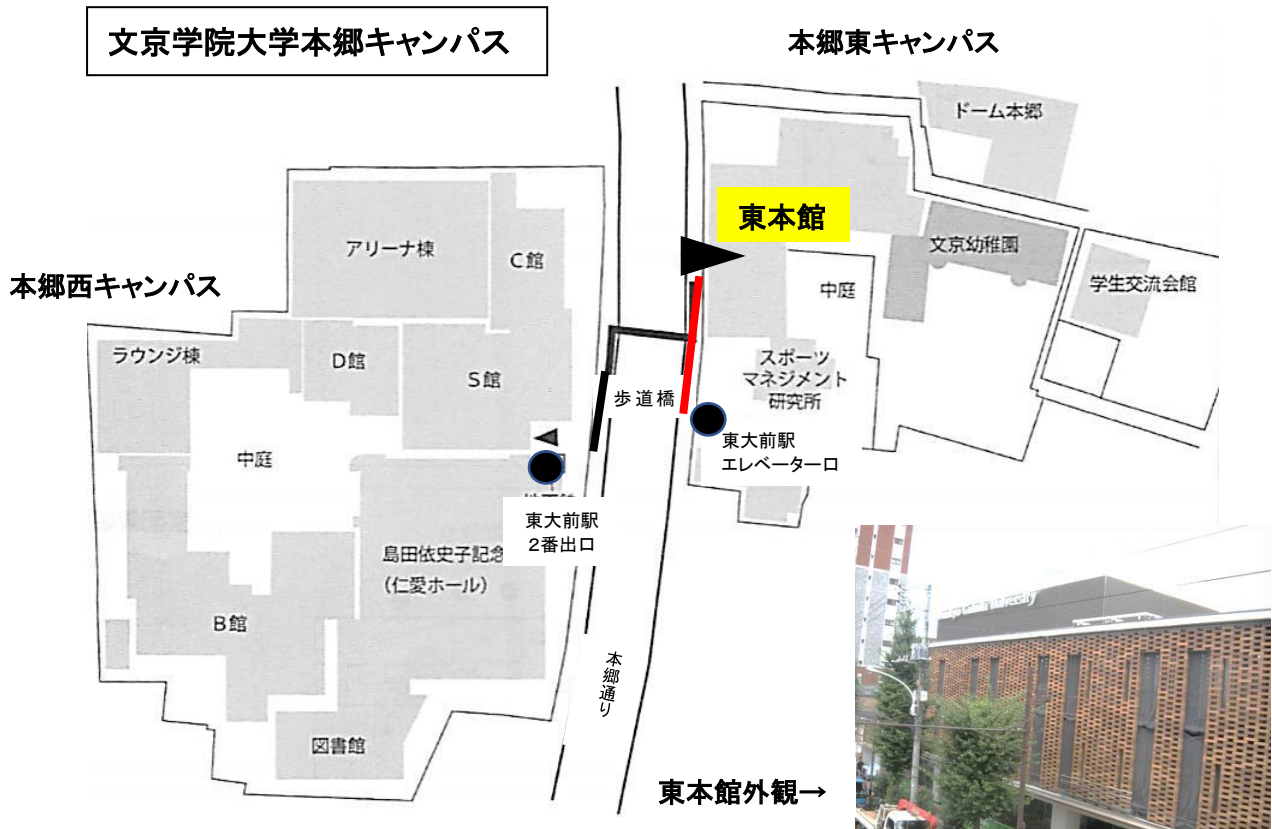 文京学院大学本郷キャンパス
本郷東キャンパス
ドーム本郷
東本館
文京幼稚園
アリーナ棟
C館
本郷西キャンパス
中庭
学生交流会館
ラウンジ棟
D館
S館
歩道橋
スポーツ
マネジメント
研究所
東大前駅
エレベーター口
中庭
東大前駅
2番出口
島田依史子記念
(仁愛ホール)
B館
本郷通り
図書館
東本館外観→